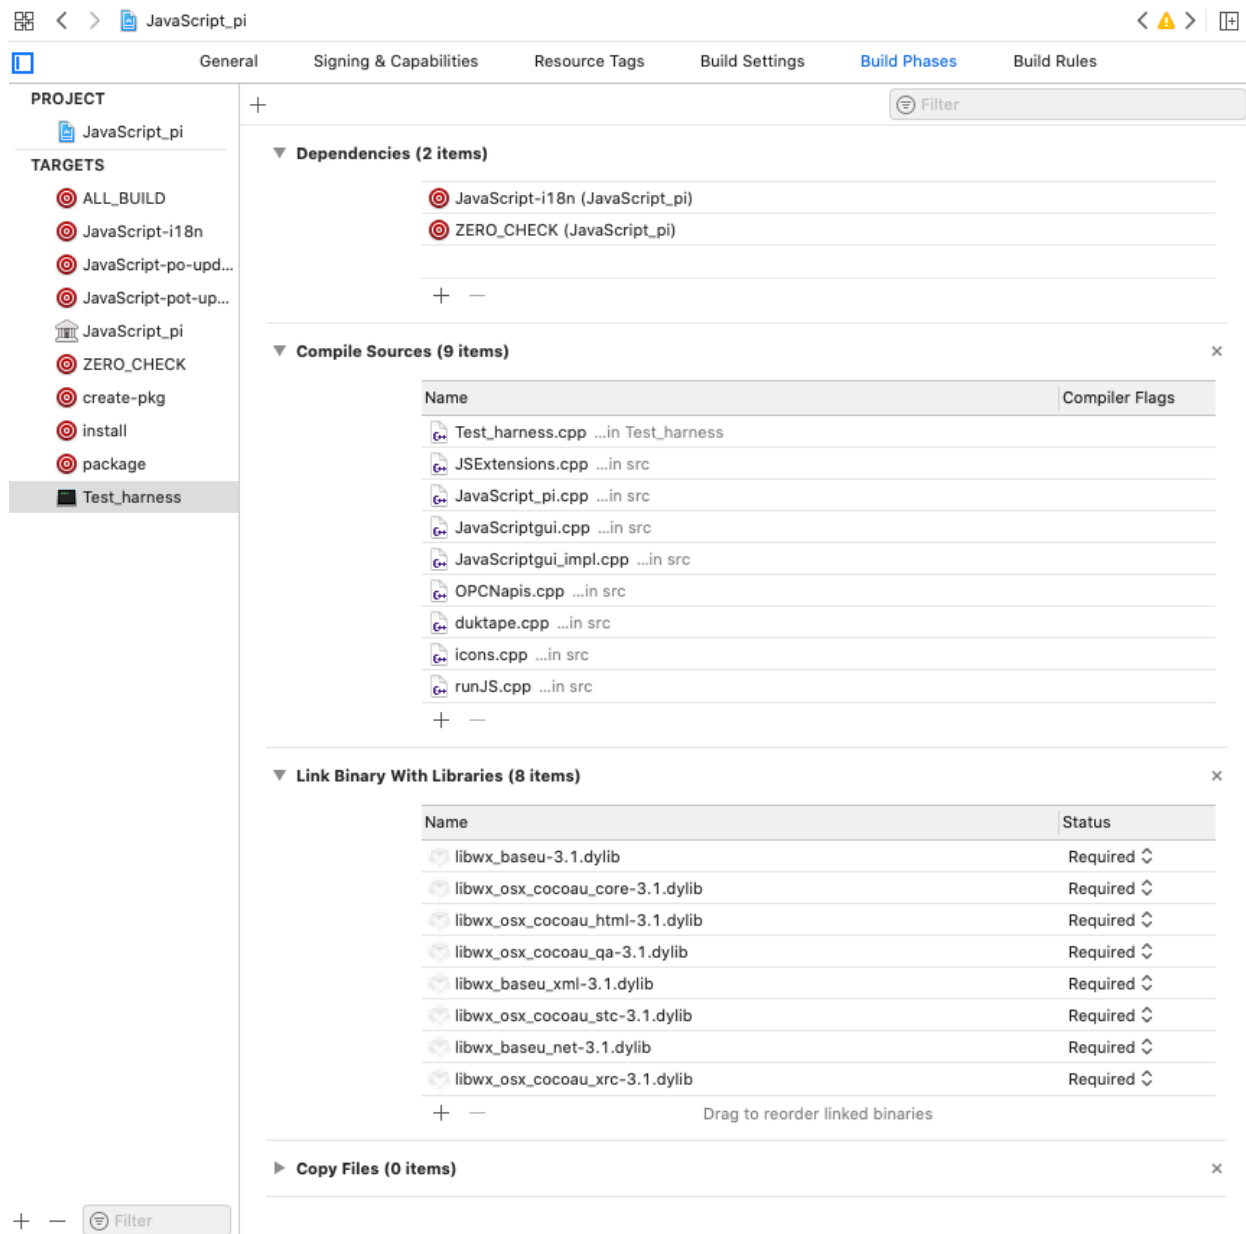 JavaScript_pi
General Signing & Capabilities Resource Tags Build Settings Build Phases Build Rules
PROJECT
JavaScript_pi
TARGETS
ALL_BUILD
JavaScript-i18n
JavaScript-po-upd...
JavaScript-pot-up...
JavaScript_pi
ZERO_CHECK
create-pkg
install
package
Test_harness
Filter
Filter
Dependencies (2 items)
JavaScript-i18n (JavaScript_pi)
ZERO_CHECK (JavaScript_pi)
Compile Sources (9 items)
Name Compiler Flags
Test_harness.cpp ...in Test_harness
JSExtensions.cpp ...in src
JavaScript_pi.cpp ...in src
JavaScriptgui.cpp ...in src
JavaScriptgui_impl.cpp ...in src
OPCNapis.cpp ...in src
duktape.cpp ...in src
icons.cpp ...in src
runJS.cpp ...in src
Link Binary With Libraries (8 items)
Name Status
libwx_baseu-3.1.dylib Required
libwx_osx_cocoau_core-3.1.dylib Required
libwx_osx_cocoau_html-3.1.dylib Required
libwx_osx_cocoau_qa-3.1.dylib Required
libwx_baseu_xml-3.1.dylib Required
libwx_osx_cocoau_stc-3.1.dylib Required
libwx_baseu_net-3.1.dylib Required
libwx_osx_cocoau_xrc-3.1.dylib Required
Drag to reorder linked binaries
Copy Files (0 items)